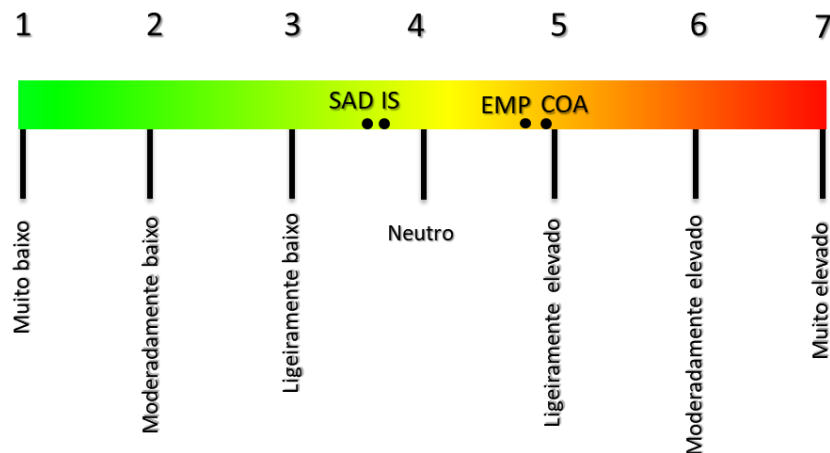 1 2 3 4 5 6 7
SAD IS EMP COA
Muito baixo
Moderadamente baixo
Ligeiramente baixo
Neutro
Ligeiramente elevado
Moderadamente elevado
Muito elevado